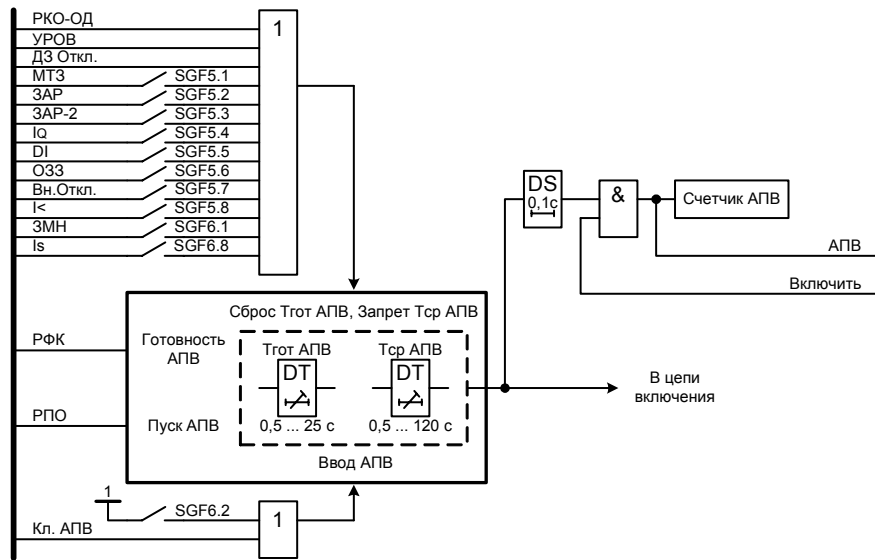 РКО-ОД
УРОВ
ДЗ Откл.
МТЗ SGF5.1
ЗАР SGF5.2
ЗАР-2 SGF5.3
IQ SGF5.4
DI SGF5.5
ОЗЗ SGF5.6
Вн.Откл. SGF5.7
I< SGF5.8
ЗМН SGF6.1
Is SGF6.8
1
DS
0,1с
&
Счетчик АПВ
АПВ
Включить
Сброс Тгот АПВ, Запрет Тср АПВ
РФК
Готовность
АПВ
Тгот АПВ
DT
0,5 ... 25 с
Тср АПВ
DT
0,5 ... 120 с
РПО
Пуск АПВ
Ввод АПВ
В цепи
включения
1
SGF6.2
1
Кл. АПВ